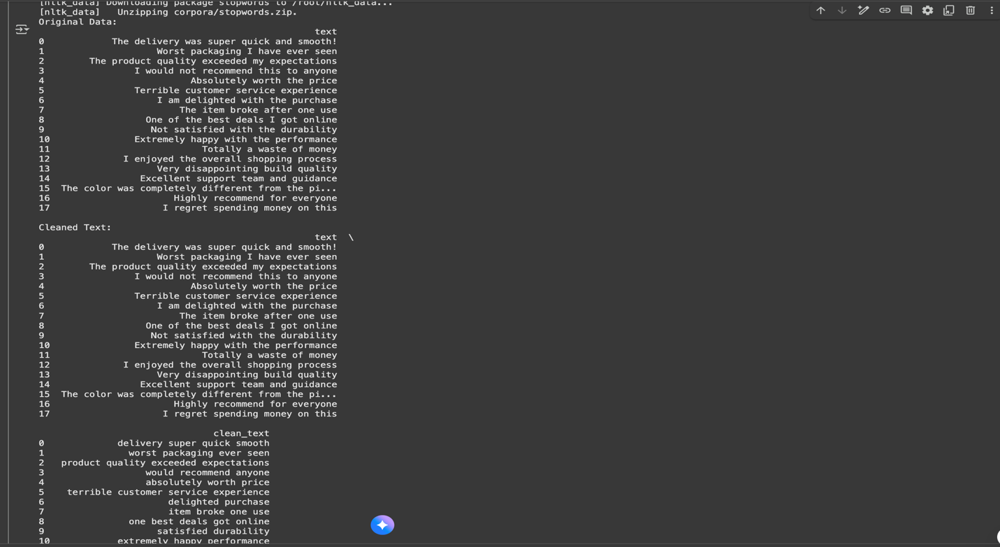 [nltk_data] Downloading package stopwords to /root/nltk_data...
[nltk_data]   Unzipping corpora/stopwords.zip.
Original Data:
text
0 The delivery was super quick and smooth!
1 Worst packaging I have ever seen
2 The product quality exceeded my expectations
3 I would not recommend this to anyone
4 Absolutely worth the price
5 Terrible customer service experience
6 I am delighted with the purchase
7 The item broke after one use
8 One of the best deals I got online
9 Not satisfied with the durability
10 Extremely happy with the performance
11 Totally a waste of money
12 I enjoyed the overall shopping process
13 Very disappointing build quality
14 Excellent support team and guidance
15 The color was completely different from the pi...
16 Highly recommend for everyone
17 I regret spending money on this
Cleaned Text:
text \
0 The delivery was super quick and smooth!
1 Worst packaging I have ever seen
2 The product quality exceeded my expectations
3 I would not recommend this to anyone
4 Absolutely worth the price
5 Terrible customer service experience
6 I am delighted with the purchase
7 The item broke after one use
8 One of the best deals I got online
9 Not satisfied with the durability
10 Extremely happy with the performance
11 Totally a waste of money
12 I enjoyed the overall shopping process
13 Very disappointing build quality
14 Excellent support team and guidance
15 The color was completely different from the pi...
16 Highly recommend for everyone
17 I regret spending money on this
clean_text
0 delivery super quick smooth
1 worst packaging ever seen
2 product quality exceeded expectations
3 would recommend anyone
4 absolutely worth price
5 terrible customer service experience
6 delighted purchase
7 item broke one use
8 one best deals got online
9 satisfied durability
10 extremely happy performance